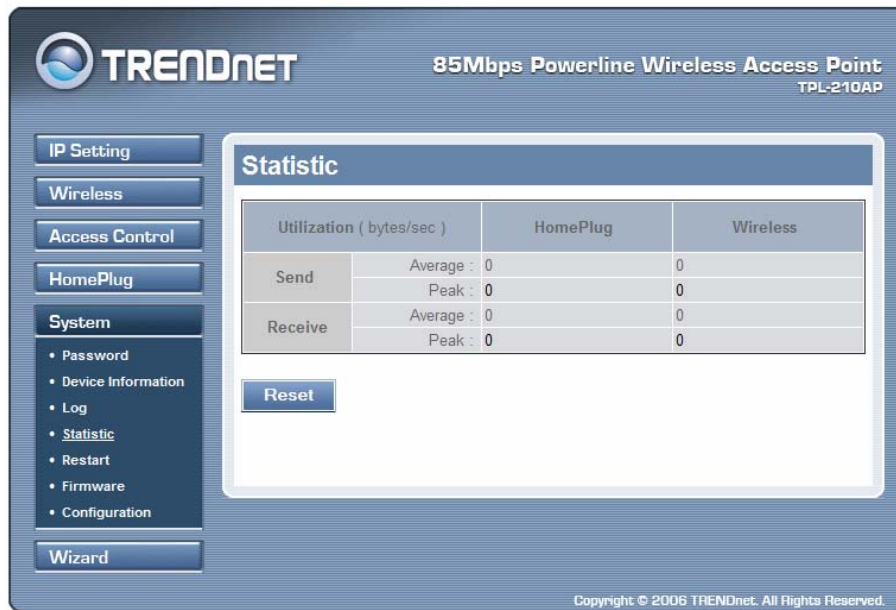 TRENDNET
85Mbps Powerline Wireless Access Point
TPL-210AP
IP Setting
Wireless
Access Control
HomePlug
System
• Password
• Device Information
• Log
• Statistic
• Restart
• Firmware
• Configuration
Wizard
Statistic
Utilization ( bytes/sec ) HomePlug Wireless
Send Average : 0 0
Peak : 0 0
Receive Average : 0 0
Peak : 0 0
Reset
Copyright © 2006 TRENDnet. All Rights Reserved.